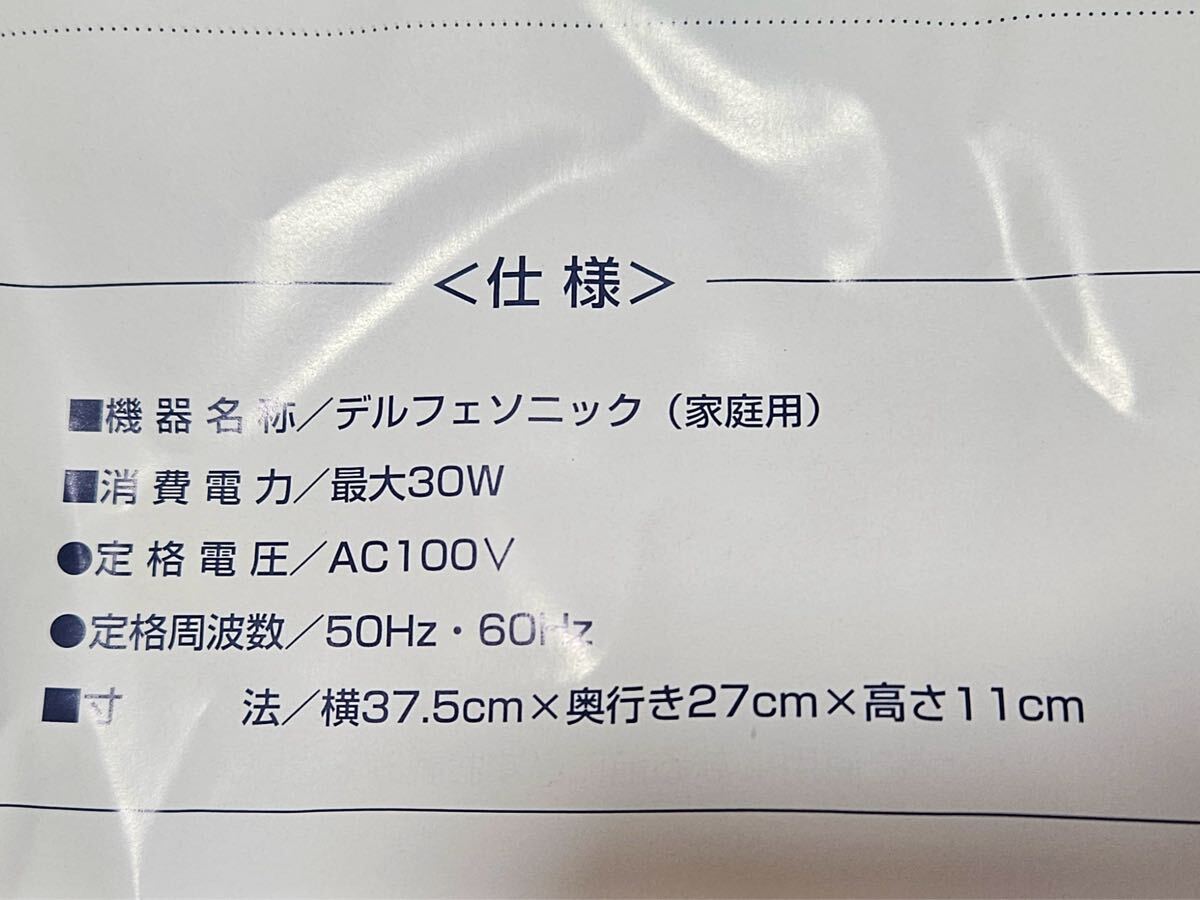 ＜仕 様＞
■機 器 名 称／デルフェソニック（家庭用）
■消 費 電 力／最大30W
●定 格 電 圧／AC100V
●定格周波数／50Hz・60Hz
■寸　　　法／横37.5cm×奥行き27cm×高さ11cm